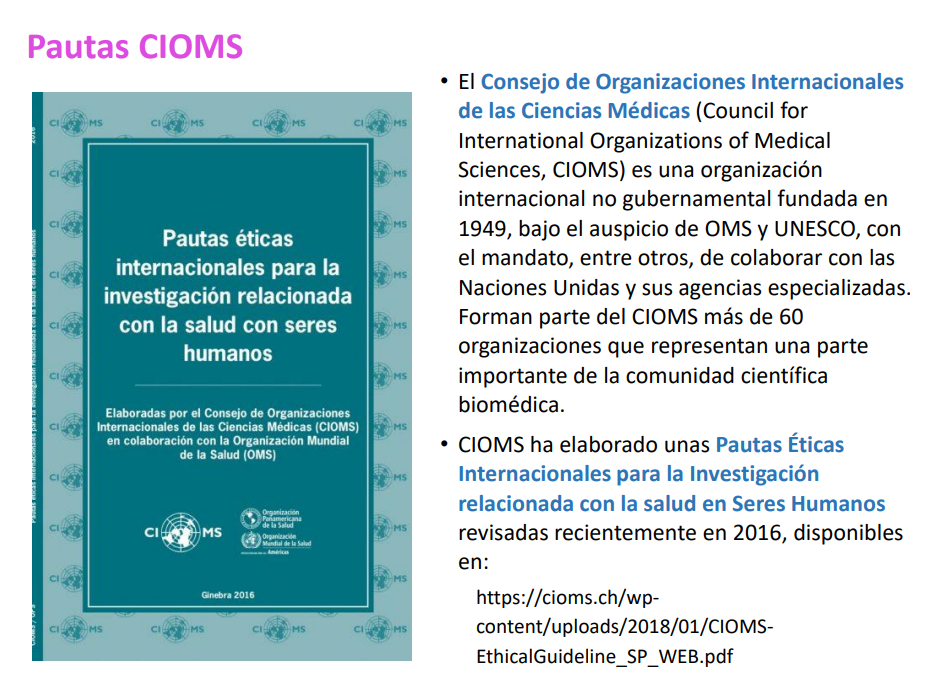 Pautas CIOMS
Pautas éticas
internacionales para la
investigación relacionada
con la salud con seres
humanos
Elaboradas por el Consejo de Organizaciones
Internacionales de las Ciencias Médicas (CIOMS)
en colaboración con la Organización Mundial
de la Salud (OMS)
CI MS
Organización
Panamericana
de la Salud
Organización
Mundial de la Salud
Américas
Ginebra 2016
• El Consejo de Organizaciones Internacionales
de las Ciencias Médicas (Council for
International Organizations of Medical
Sciences, CIOMS) es una organización
internacional no gubernamental fundada en
1949, bajo el auspicio de OMS y UNESCO, con
el mandato, entre otros, de colaborar con las
Naciones Unidas y sus agencias especializadas.
Forman parte del CIOMS más de 60
organizaciones que representan una parte
importante de la comunidad científica
biomédica.
• CIOMS ha elaborado unas Pautas Éticas
Internacionales para la Investigación
relacionada con la salud en Seres Humanos
revisadas recientemente en 2016, disponibles
en:
https://cioms.ch/wp-
content/uploads/2018/01/CIOMS-
EthicalGuideline_SP_WEB.pdf